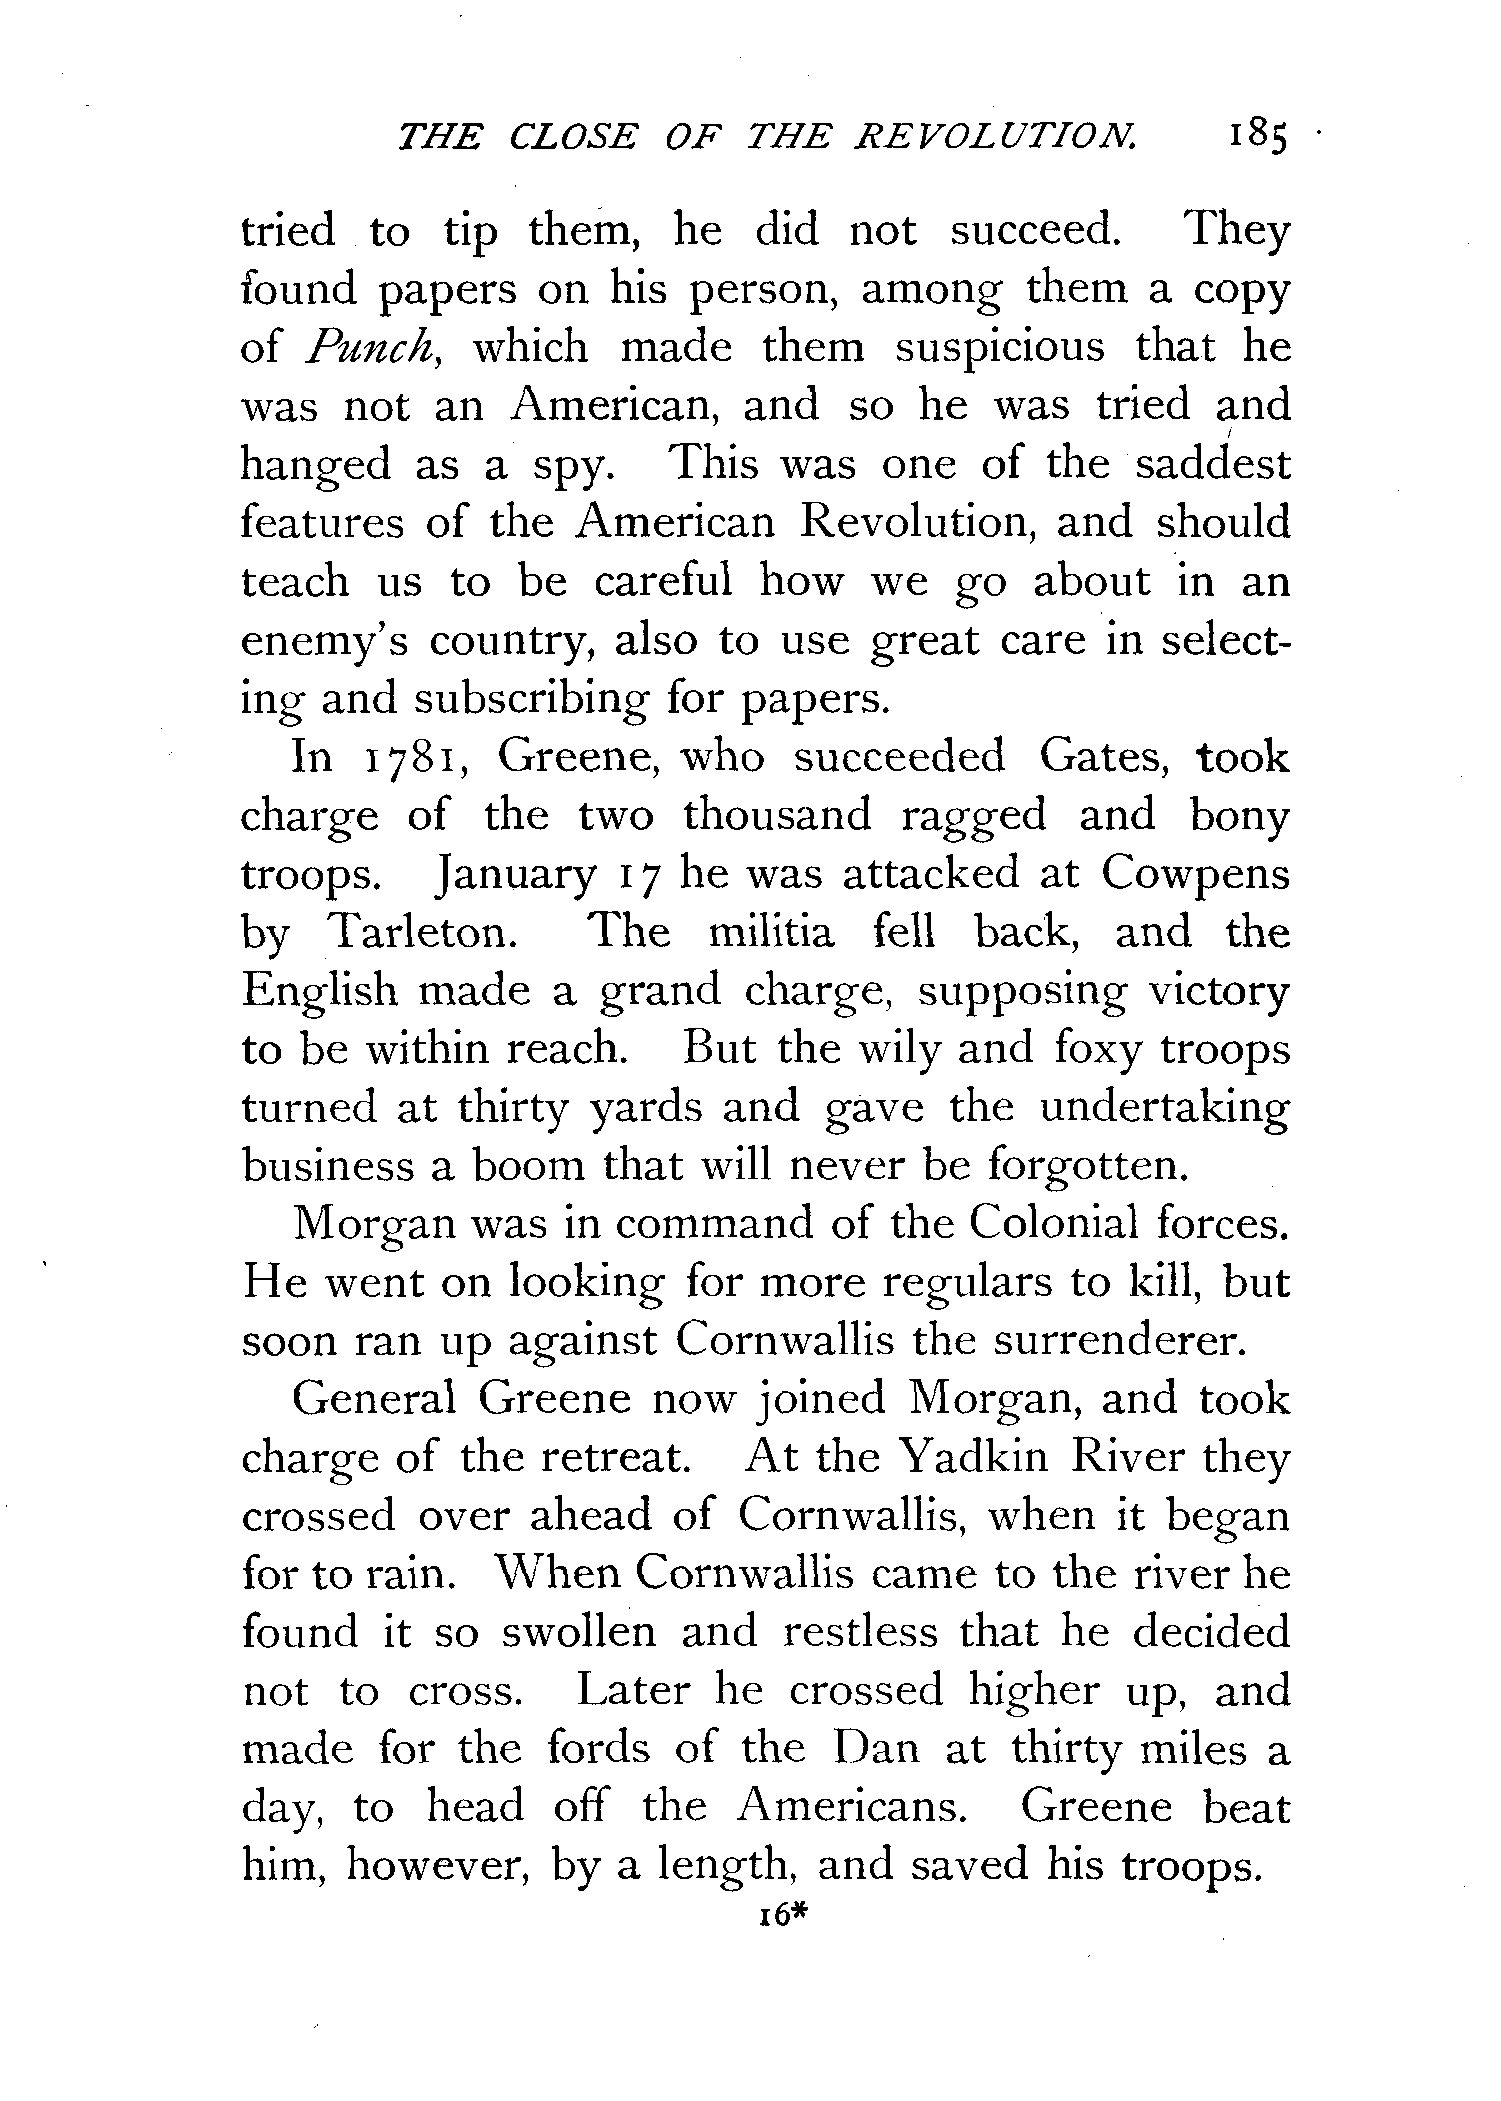 THE CLOSE OF THE REVOLUTION. 185
tried to tip them, he did not succeed. They
found papers on his person, among them a copy
of Punch, which made them suspicious that he
was not an American, and so he was tried and
hanged as a spy. This was one of the saddest
features of the American Revolution, and should
teach us to be careful how we go about in an
enemy's country, also to use great care in select-
ing and subscribing for papers.
In 1781, Greene, who succeeded Gates, took
charge of the two thousand ragged and bony
troops. January 17 he was attacked at Cowpens
by Tarleton. The militia fell back, and the
English made a grand charge, supposing victory
to be within reach. But the wily and foxy troops
turned at thirty yards and gave the undertaking
business a boom that will never be forgotten.
Morgan was in command of the Colonial forces.
He went on looking for more regulars to kill, but
soon ran up against Cornwallis the surrenderer.
General Greene now joined Morgan, and took
charge of the retreat. At the Yadkin River they
crossed over ahead of Cornwallis, when it began
for to rain. When Cornwallis came to the river he
found it so swollen and restless that he decided
not to cross. Later he crossed higher up, and
made for the fords of the Dan at thirty miles a
day, to head off the Americans. Greene beat
him, however, by a length, and saved his troops.
16*